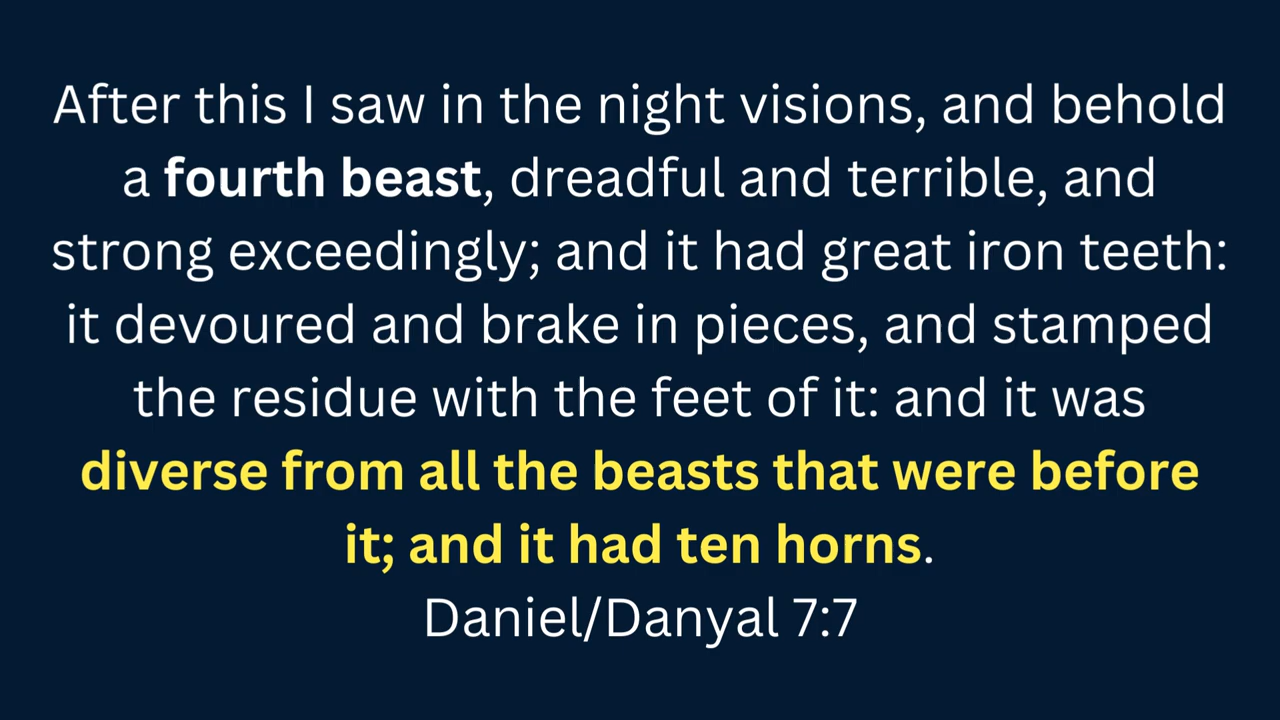 After this I saw in the night visions, and behold
a fourth beast, dreadful and terrible, and
strong exceedingly; and it had great iron teeth:
it devoured and brake in pieces, and stamped
the residue with the feet of it: and it was
diverse from all the beasts that were before
it; and it had ten horns.
Daniel/Danyal 7:7